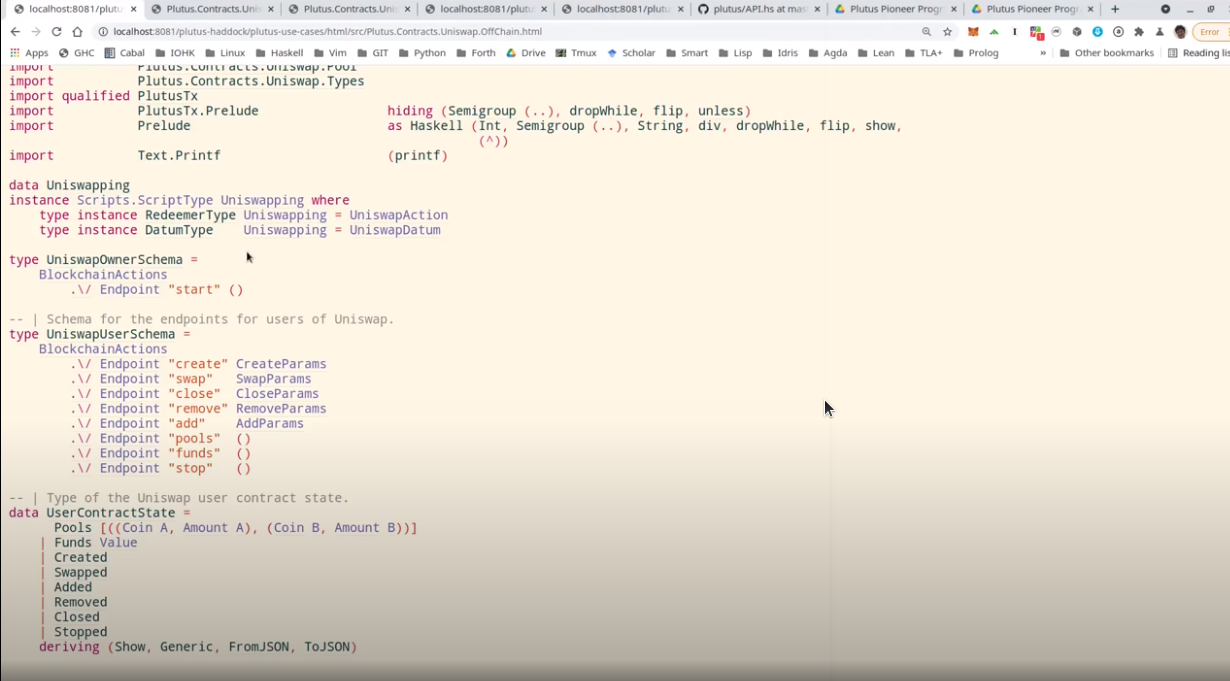 localhost:8081/plutu
Plutus.Contracts.Uni
Plutus.Contracts.Uni
localhost:8081/plutu
localhost:8081/plutu
plutus/API.hs at mas
Plutus Pioneer Progr
Plutus Pioneer Progr
localhost:8081/plutus-haddock/plutus-use-cases/html/src/Plutus.Contracts.Uniswap.OffChain.html
Error
Apps GHC Cabal IOHK Linux Haskell Vim GIT Python Forth Drive Tmux Scholar Smart Lisp Idris Agda Lean TLA+ Prolog » Other bookmarks Reading lis
import Plutus.Contracts.Uniswap.Pool
import Plutus.Contracts.Uniswap.Types
import qualified PlutusTx
import PlutusTx.Prelude hiding (Semigroup (..), dropWhile, flip, unless)
import Prelude as Haskell (Int, Semigroup (..), String, div, dropWhile, flip, show,
(^))
import Text.Printf (printf)
data Uniswapping
instance Scripts.ScriptType Uniswapping where
type instance RedeemerType Uniswapping = UniswapAction
type instance DatumType Uniswapping = UniswapDatum
type UniswapOwnerSchema =
BlockchainActions
.\/ Endpoint "start" ()
-- | Schema for the endpoints for users of Uniswap.
type UniswapUserSchema =
BlockchainActions
.\/ Endpoint "create" CreateParams
.\/ Endpoint "swap" SwapParams
.\/ Endpoint "close" CloseParams
.\/ Endpoint "remove" RemoveParams
.\/ Endpoint "add" AddParams
.\/ Endpoint "pools" ()
.\/ Endpoint "funds" ()
.\/ Endpoint "stop" ()
-- | Type of the Uniswap user contract state.
data UserContractState =
Pools [((Coin A, Amount A), (Coin B, Amount B))]
| Funds Value
| Created
| Swapped
| Added
| Removed
| Closed
| Stopped
deriving (Show, Generic, FromJSON, ToJSON)